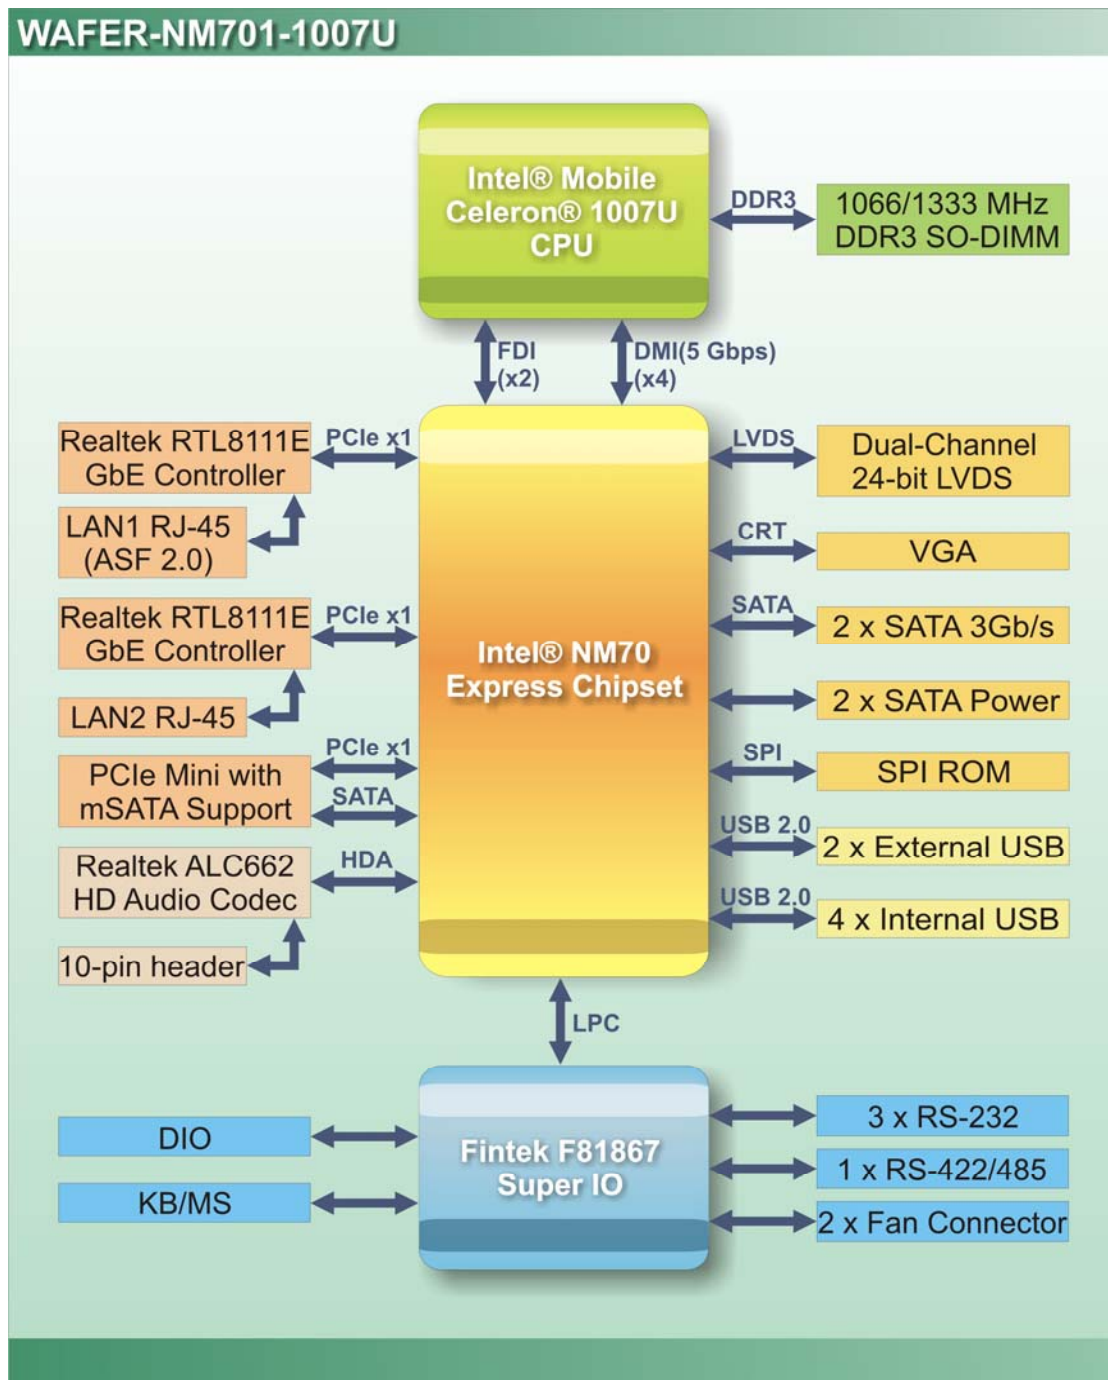 WAFER-NM701-1007U
Intel® Mobile
Celeron® 1007U
CPU
DDR3
1066/1333 MHz
DDR3 SO-DIMM
FDI
(x2)
DMI(5 Gbps)
(x4)
Realtek RTL8111E
GbE Controller
PCIe x1
LAN1 RJ-45
(ASF 2.0)
Realtek RTL8111E
GbE Controller
PCIe x1
LAN2 RJ-45
PCIe Mini with
mSATA Support
PCIe x1
SATA
Realtek ALC662
HD Audio Codec
HDA
10-pin header
Intel® NM70
Express Chipset
LVDS
Dual-Channel
24-bit LVDS
CRT
VGA
SATA
2 x SATA 3Gb/s
2 x SATA Power
SPI
SPI ROM
USB 2.0
2 x External USB
USB 2.0
4 x Internal USB
LPC
DIO
KB/MS
Fintek F81867
Super IO
3 x RS-232
1 x RS-422/485
2 x Fan Connector